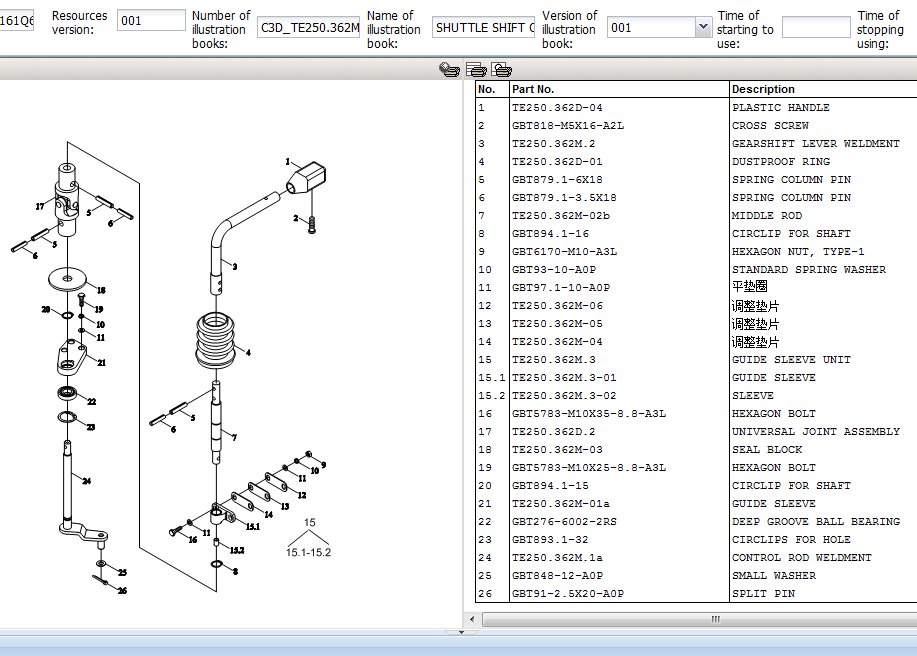 161Q6
Resources version:
001
Number of illustration books:
C3D_TE250.362M
Name of illustration book:
SHUTTLE SHIFT C
Version of illustration book:
001
Time of starting to use:
Time of stopping using:
No. Part No. Description
1 TE250.362D-04 PLASTIC HANDLE
2 GBT818-M5X16-A2L CROSS SCREW
3 TE250.362M.2 GEARSHIFT LEVER WELDMENT
4 TE250.362D-01 DUSTPROOF RING
5 GBT879.1-6X18 SPRING COLUMN PIN
6 GBT879.1-3.5X18 SPRING COLUMN PIN
7 TE250.362M-02b MIDDLE ROD
8 GBT894.1-16 CIRCLIP FOR SHAFT
9 GBT6170-M10-A3L HEXAGON NUT, TYPE-1
10 GBT93-10-A0P STANDARD SPRING WASHER
11 GBT97.1-10-A0P 平垫圈
12 TE250.362M-06 调整垫片
13 TE250.362M-05 调整垫片
14 TE250.362M-04 调整垫片
15 TE250.362M.3 GUIDE SLEEVE UNIT
15.1 TE250.362M.3-01 GUIDE SLEEVE
15.2 TE250.362M.3-02 SLEEVE
16 GBT5783-M10X35-8.8-A3L HEXAGON BOLT
17 TE250.362D.2 UNIVERSAL JOINT ASSEMBLY
18 TE250.362M-03 SEAL BLOCK
19 GBT5783-M10X25-8.8-A3L HEXAGON BOLT
20 GBT894.1-15 CIRCLIP FOR SHAFT
21 TE250.362M-01a GUIDE SLEEVE
22 GBT276-6002-2RS DEEP GROOVE BALL BEARING
23 GBT893.1-32 CIRCLIPS FOR HOLE
24 TE250.362M.1a CONTROL ROD WELDMENT
25 GBT848-12-A0P SMALL WASHER
26 GBT91-2.5X20-A0P SPLIT PIN
1
17
5
6
2
5
6
3
18
20
19
10
11
4
21
22
5
6
23
7
9
10
11
12
24
13
14
15.1
11
16
15
15.2
15.1-15.2
8
25
26